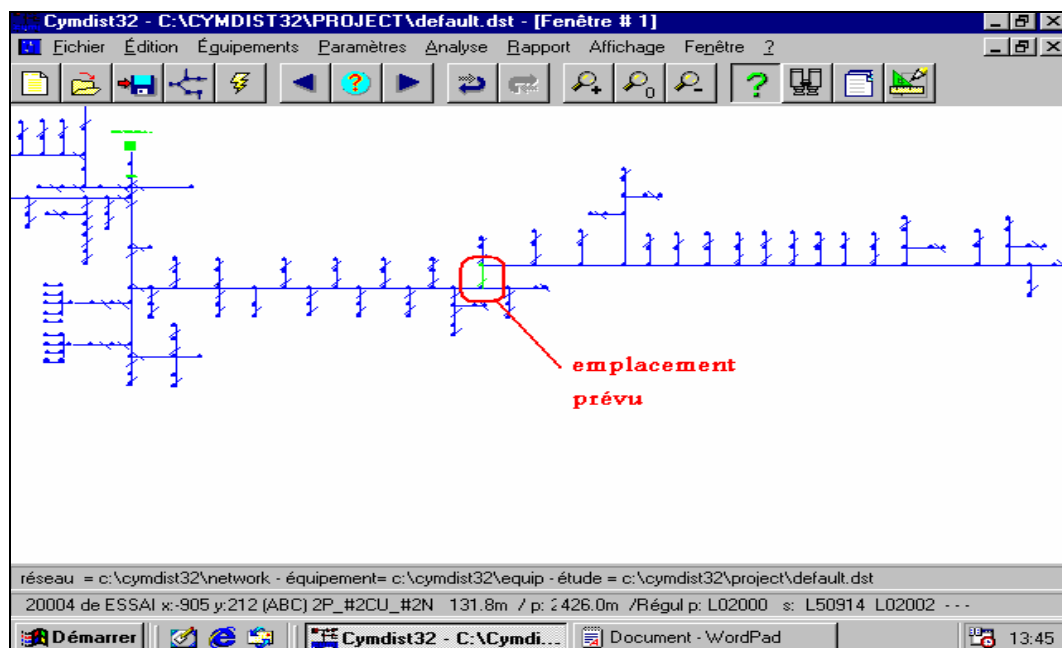 Cymdist32 - C:\CYMDIST32\PROJECT\default.dst - [Fenêtre # 1]
Fichier Édition Équipements Paramètres Analyse Rapport Affichage Fenêtre ?
emplacement
prévu
réseau = c:\cymdist32\network - équipement= c:\cymdist32\equip - étude = c:\cymdist32\project\default.dst
20004 de ESSAI x:-905 y:212 (ABC) 2P_#2CU_#2N 131.8m / p: 2426.0m /Régul p: L02000 s: L50914 L02002 - - -
Démarrer Cymdist32 - C:\Cymdi... Document - WordPad 13:45